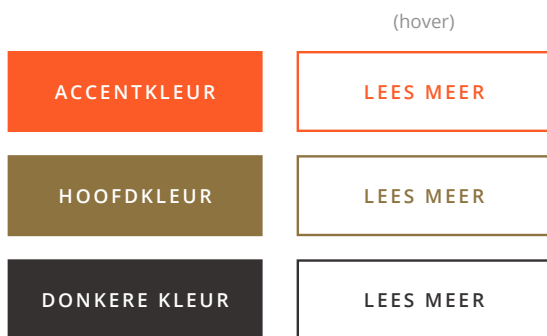 (hover)
ACCENTKLEUR
LEES MEER
HOOFDKLEUR
LEES MEER
DONKERE KLEUR
LEES MEER